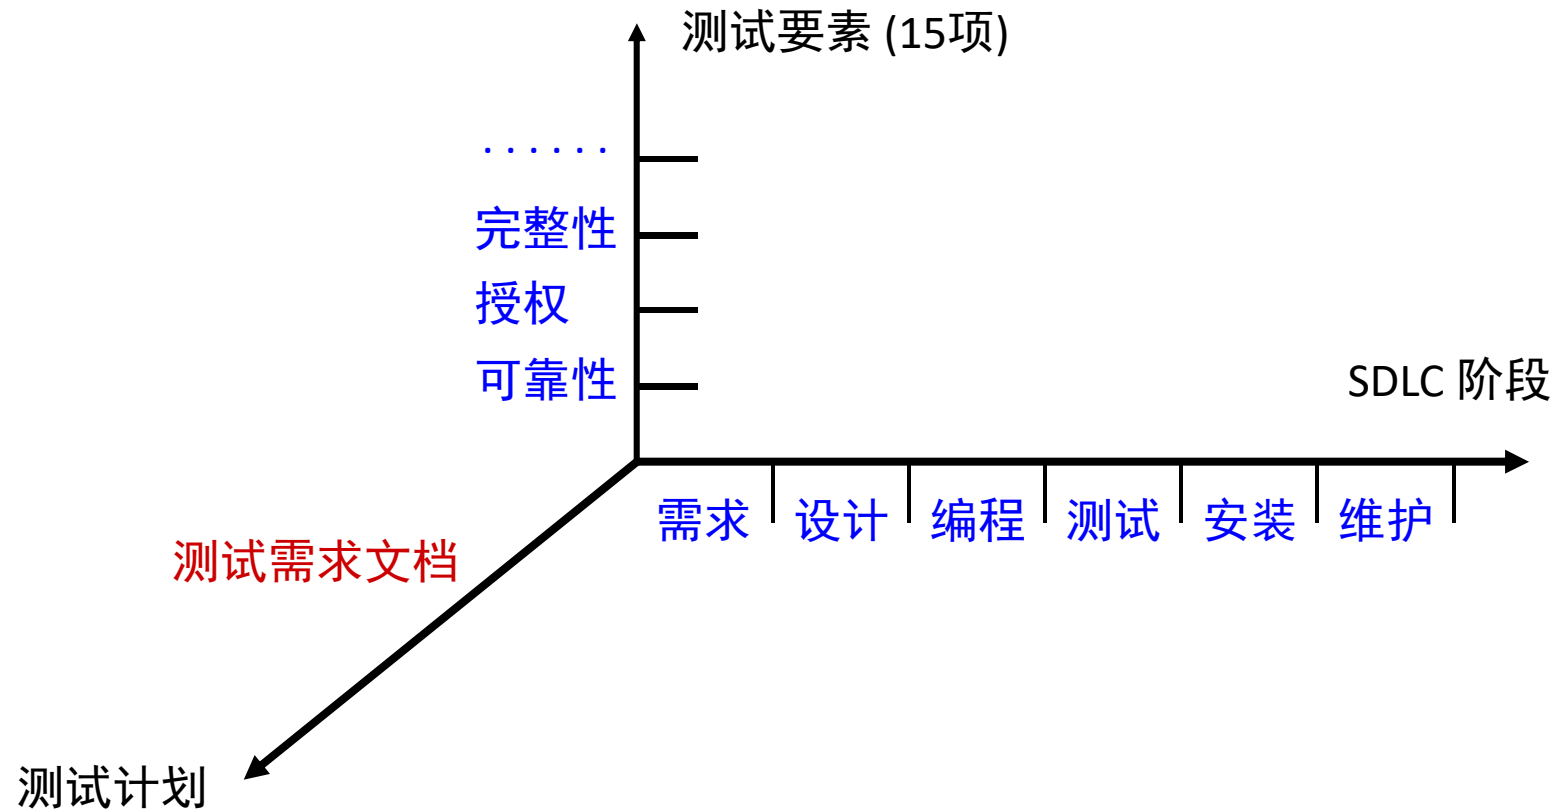 测试要素 (15项)
......
完整性
授权
可靠性
SDLC 阶段
需求
设计
编程
测试
安装
维护
测试需求文档
测试计划